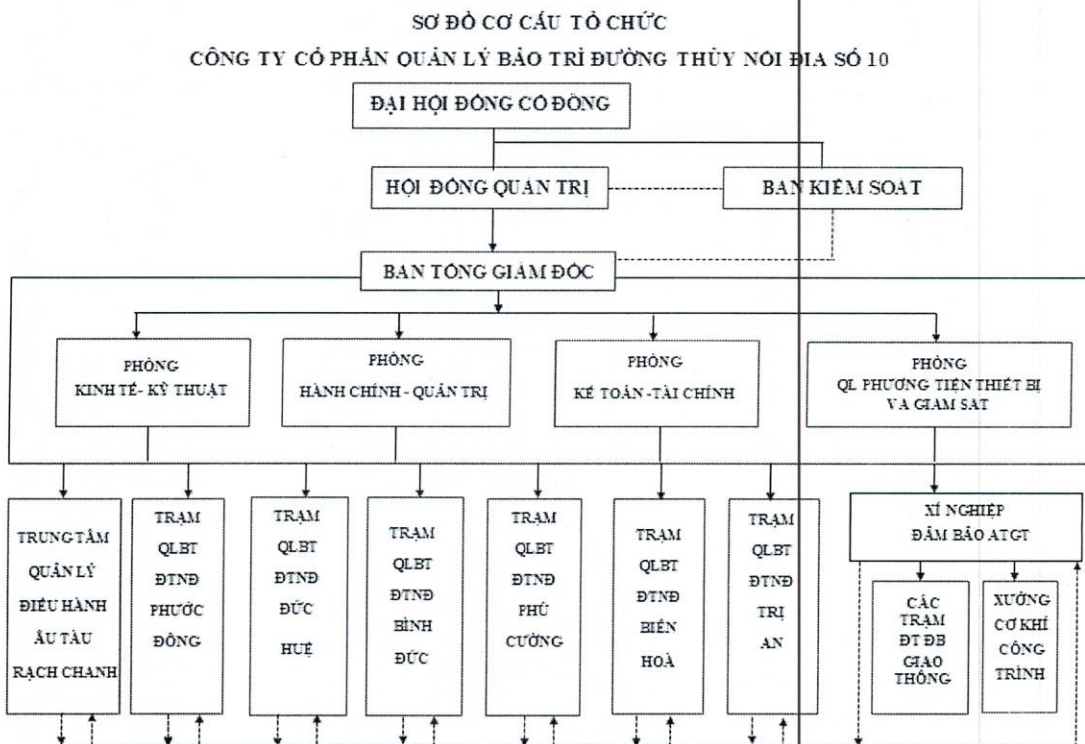 SƠ ĐỒ CƠ CẤU TỔ CHỨC
CÔNG TY CỔ PHẦN QUẢN LÝ BẢO TRÌ ĐƯỜNG THỦY NỘI ĐỊA SỐ 10
ĐẠI HỘI ĐỒNG CỔ ĐÔNG
HỘI ĐỒNG QUẢN TRỊ
BAN KIỂM SOÁT
BAN TỔNG GIÁM ĐỐC
PHÒNG
KINH TẾ- KỸ THUẬT
PHÒNG
HÀNH CHÍNH - QUẢN TRỊ
PHÒNG
KẾ TOÁN -TÀI CHÍNH
PHÒNG
QL PHƯƠNG TIỆN THIẾT BỊ
VÀ GIÁM SÁT
TRUNG TÂM
QUẢN LÝ
ĐIỀU HÀNH
ÂU TÀU
RẠCH CHANH
TRẠM
QLBT
ĐTNĐ
PHƯỚC
ĐÔNG
TRẠM
QLBT
ĐTNĐ
ĐỨC
HUỆ
TRẠM
QLBT
ĐTNĐ
BÌNH
ĐỨC
TRẠM
QLBT
ĐTNĐ
PHÚ
CƯỜNG
TRẠM
QLBT
ĐTNĐ
BIÊN
HOÀ
TRẠM
QLBT
ĐTNĐ
TRỊ
AN
XÍ NGHIỆP
ĐẢM BẢO ATGT
CÁC
TRẠM
ĐT ĐB
GIAO
THÔNG
XƯỞNG
CƠ KHÍ
CÔNG
TRÌNH